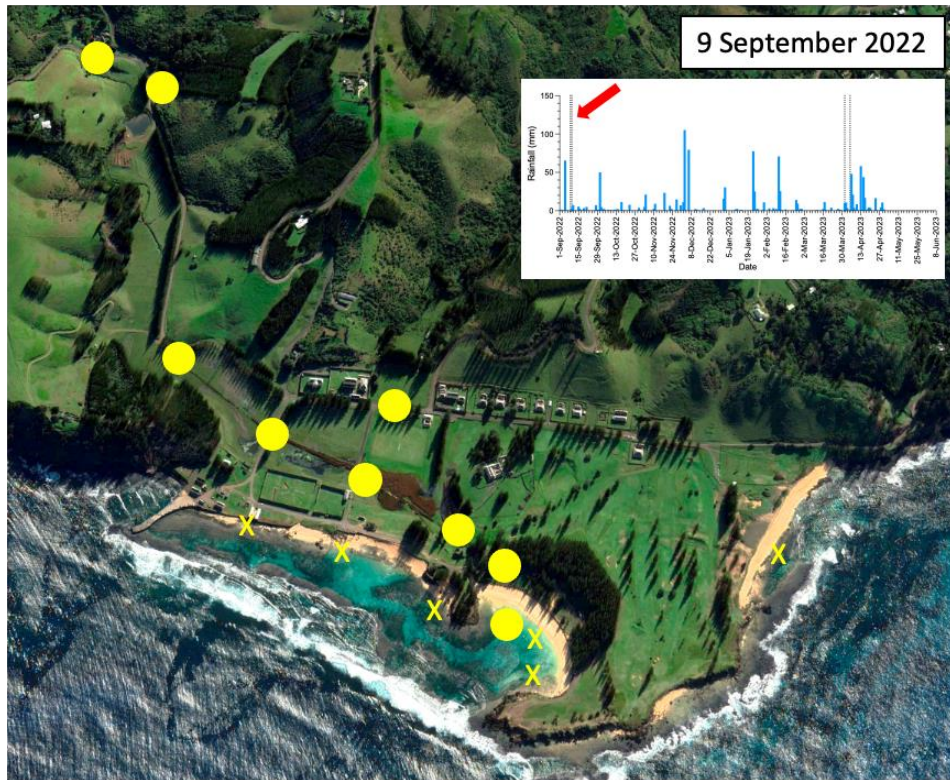 9 September 2022
Rainfall (mm)
150
100
50
0
1-Sep-2022
15-Sep-2022
29-Sep-2022
13-Oct-2022
27-Oct-2022
10-Nov-2022
24-Nov-2022
8-Dec-2022
22-Dec-2022
5-Jan-2023
19-Jan-2023
2-Feb-2023
16-Feb-2023
2-Mar-2023
16-Mar-2023
30-Mar-2023
13-Apr-2023
27-Apr-2023
11-May-2023
25-May-2023
8-Jun-2023
Date
X
X
X
X
X
X